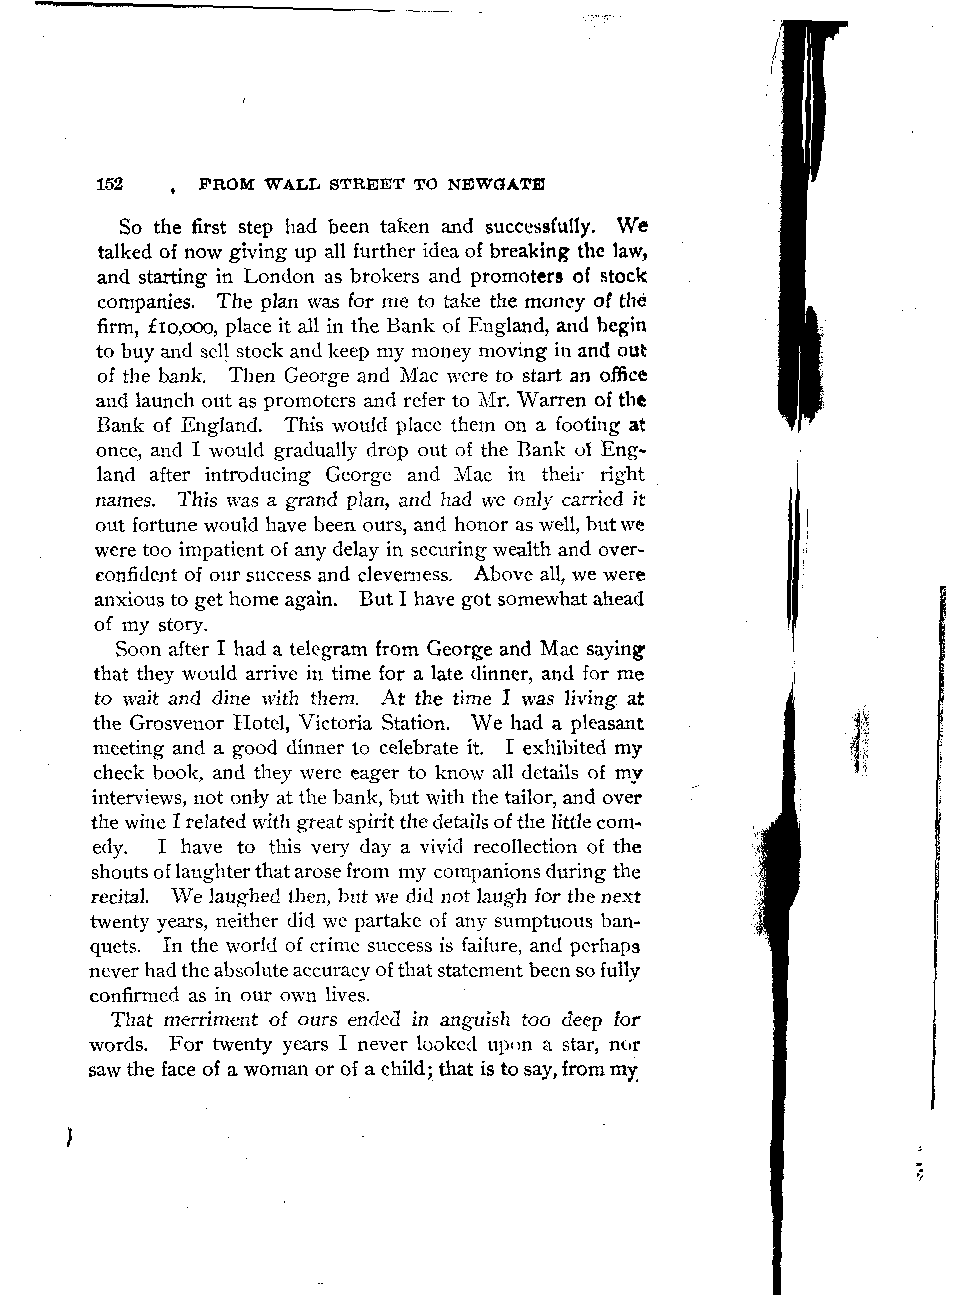 152 FROM WALL STREET TO NEWGATE
So the first step had been taken and successfully. We
talked of now giving up all further idea of breaking the law,
and starting in London as brokers and promoters of stock
companies. The plan was for me to take the money of the
firm, £10,000, place it all in the Bank of England, and begin
to buy and sell stock and keep my money moving in and out
of the bank. Then George and Mac were to start an office
and launch out as promoters and refer to Mr. Warren of the
Bank of England. This would place them on a footing at
once, and I would gradually drop out of the Bank of Eng-
land after introducing George and Mac in their right
names. This was a grand plan, and had we only carried it
out fortune would have been ours, and honor as well, but we
were too impatient of any delay in securing wealth and over-
confident of our success and cleverness. Above all, we were
anxious to get home again. But I have got somewhat ahead
of my story.
Soon after I had a telegram from George and Mac saying
that they would arrive in time for a late dinner, and for me
to wait and dine with them. At the time I was living at
the Grosvenor Hotel, Victoria Station. We had a pleasant
meeting and a good dinner to celebrate it. I exhibited my
check book, and they were eager to know all details of my
interviews, not only at the bank, but with the tailor, and over
the wine I related with great spirit the details of the little com-
edy. I have to this very day a vivid recollection of the
shouts of laughter that arose from my companions during the
recital. We laughed then, but we did not laugh for the next
twenty years, neither did we partake of any sumptuous ban-
quets. In the world of crime success is failure, and perhaps
never had the absolute accuracy of that statement been so fully
confirmed as in our own lives.
That merriment of ours ended in anguish too deep for
words. For twenty years I never looked upon a star, nor
saw the face of a woman or of a child; that is to say, from my